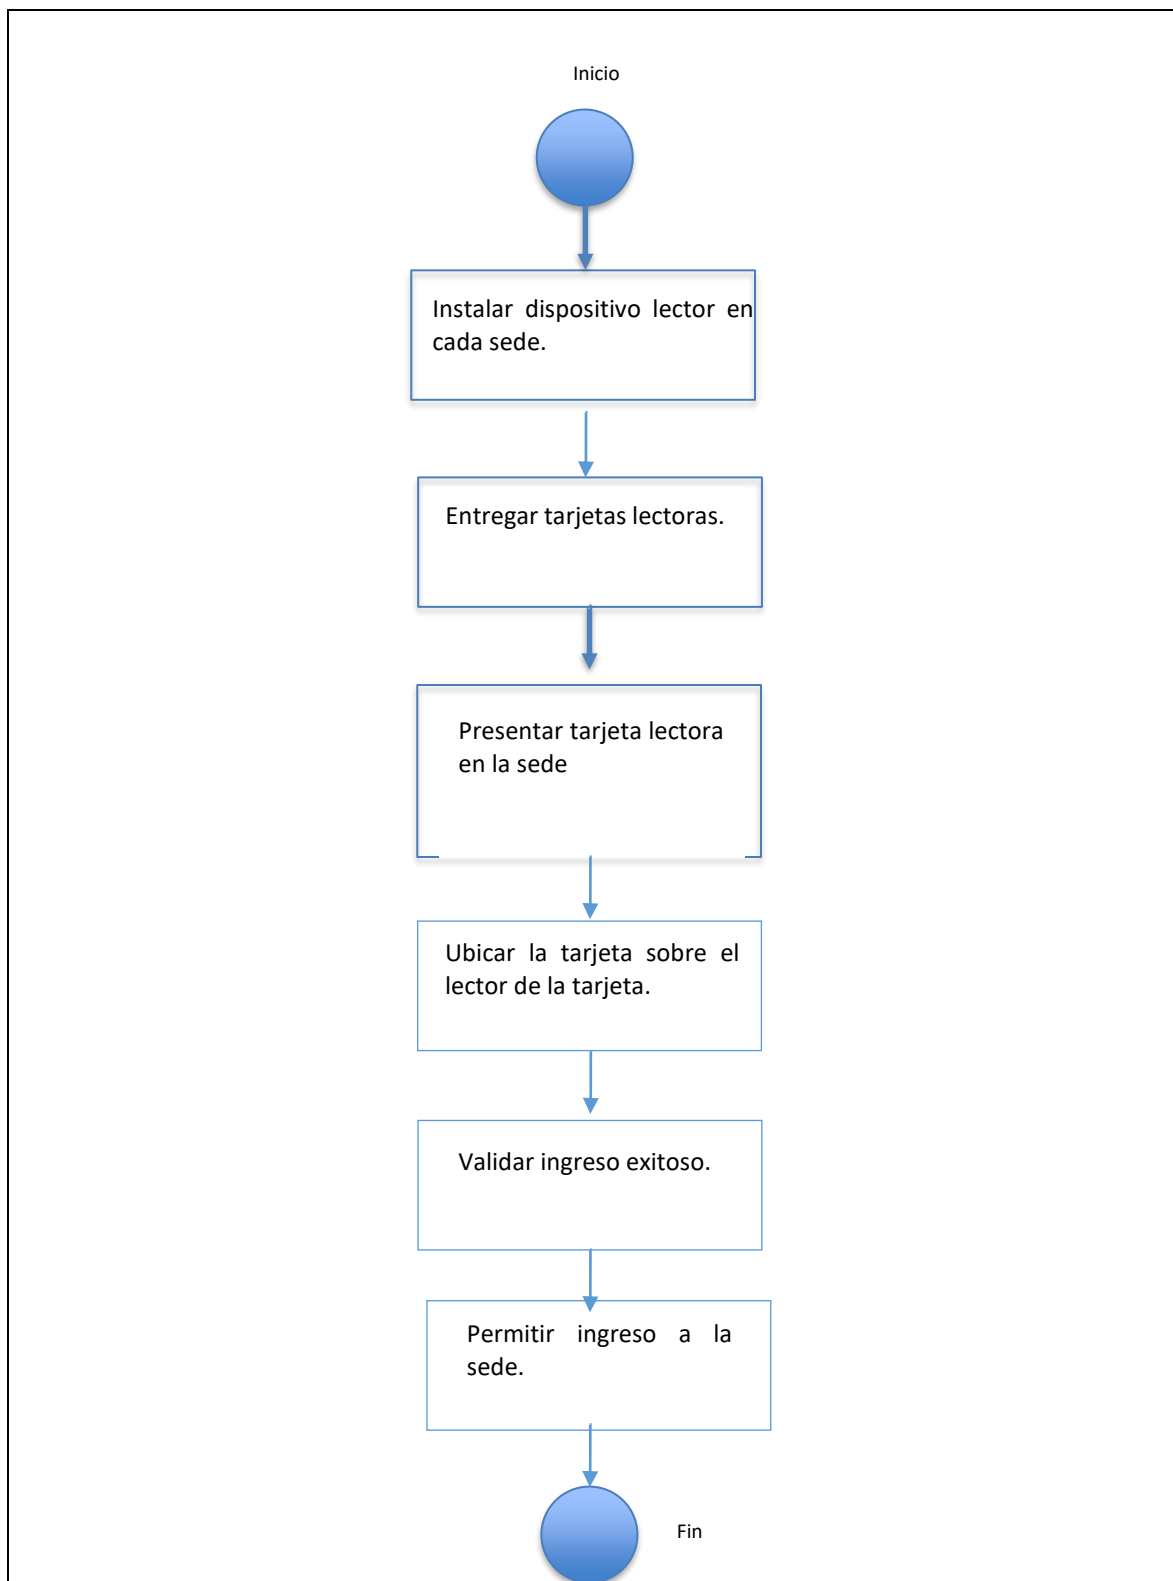 Inicio
Instalar dispositivo lector en
cada sede.
Entregar tarjetas lectoras.
Presentar tarjeta lectora
en la sede
Ubicar la tarjeta sobre el
lector de la tarjeta.
Validar ingreso exitoso.
Permitir ingreso a la
sede.
Fin